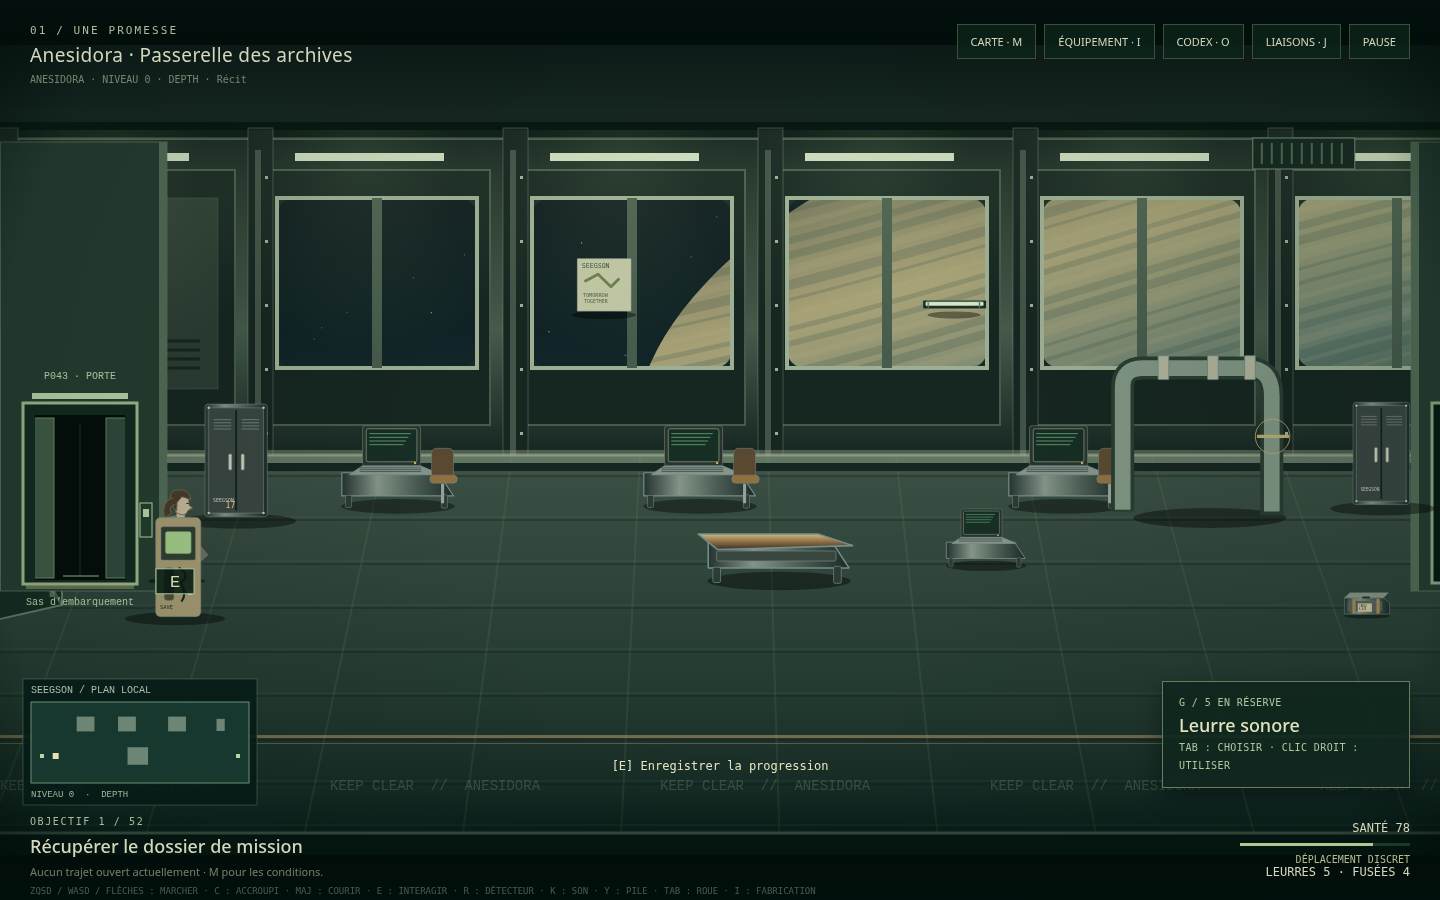 01 / UNE PROMESSE
Anesidora · Passerelle des archives
ANESIDORA · NIVEAU 0 · DEPTH · Récit
CARTE · M
ÉQUIPEMENT · I
CODEX · O
LIAISONS · J
PAUSE
SEEGSON
TOMORROW
TOGETHER
P043 · PORTE
SEEGSON
17
SEEGSON
E
SAVE
Sas d'embarquement
SEEGSON / PLAN LOCAL
NIVEAU 0 · DEPTH
G / 5 EN RÉSERVE
Leurre sonore
TAB : CHOISIR · CLIC DROIT :
UTILISER
[E] Enregistrer la progression
KEEP CLEAR // ANESIDORA
KEEP CLEAR // ANESIDORA
KEEP CLEAR // ANES
OBJECTIF 1 / 52
Récupérer le dossier de mission
Aucun trajet ouvert actuellement · M pour les conditions.
ZQSD / WASD / FLÈCHES : MARCHER · C : ACCROUPI · MAJ : COURIR · E : INTERAGIR · R : DÉTECTEUR · K : SON · Y : PILE · TAB : ROUE · I : FABRICATION
SANTÉ 78
DÉPLACEMENT DISCRET
LEURRES 5 · FUSÉES 4